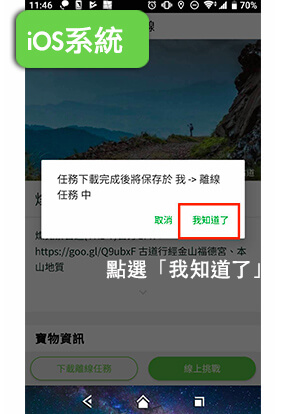 11:46
70%
iOS系統
線
任務下載完成後將保存於 我 -> 離線
任務 中
取消
我知道了
https://goo.gl/Q9ubxF 古道行經金山福德宮、本
山地質
點選「我知道了」
寶物資訊
下載離線任務
線上挑戰